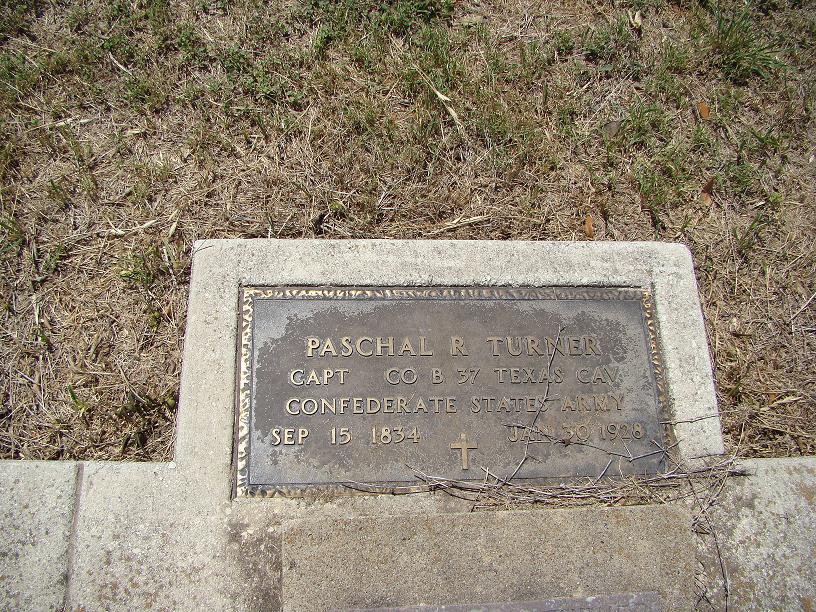 PASCHAL R TURNER
CAPT CO B 37 TEXAS CAV
CONFEDERATE STATES ARMY
SEP 15 1834 JAN 30 1928